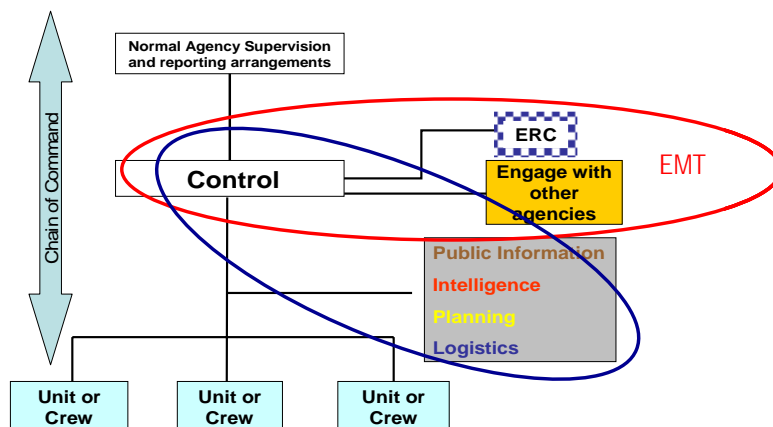 Normal Agency Supervision
and reporting arrangements
Chain of Command
ERC
EMT
Control
Engage with
other
agencies
Public Information
Intelligence
Planning
Logistics
Unit or
Crew
Unit or
Crew
Unit or
Crew